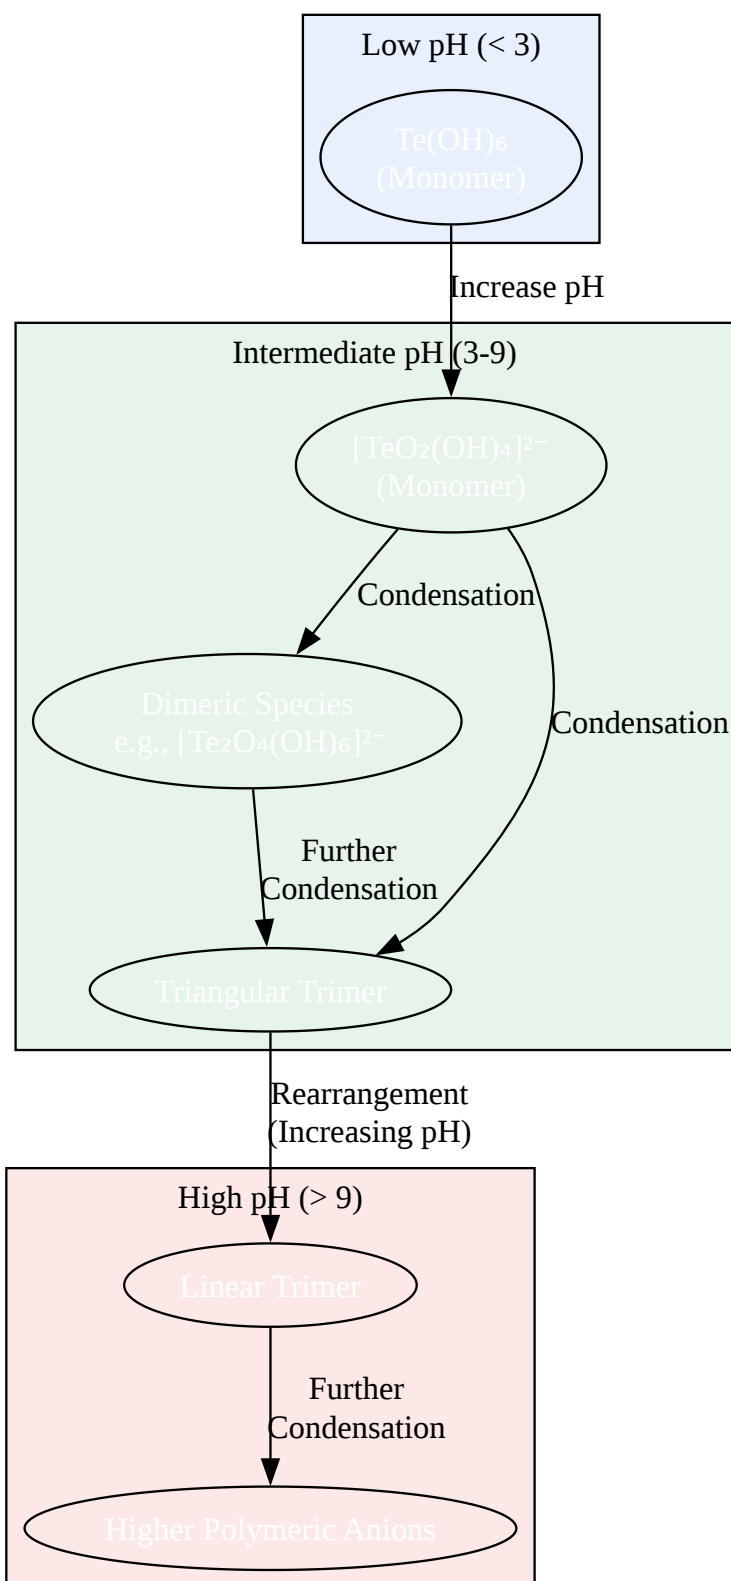 Low pH (< 3)
Te(OH)₆
(Monomer)
Increase pH
Intermediate pH (3-9)
[TeO₂(OH)₄]²⁻
(Monomer)
Condensation
Dimeric Species
e.g., [Te₂O₄(OH)₆]²⁻
Condensation
Further
Condensation
Triangular Trimer
Rearrangement
(Increasing pH)
High pH (> 9)
Linear Trimer
Further
Condensation
Higher Polymeric Anions